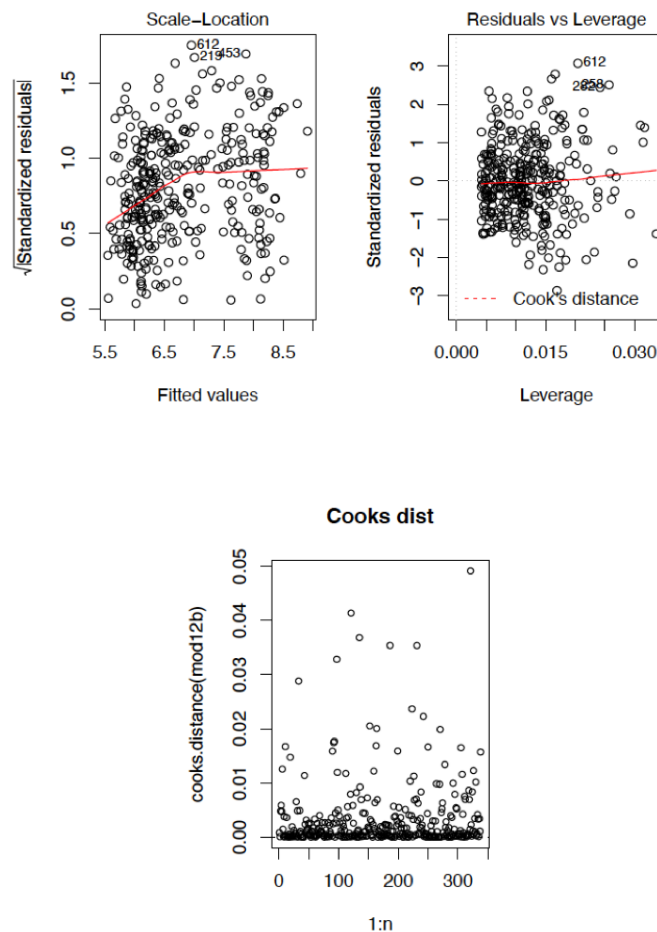 Scale−Location
√|Standardized residuals|
0.0 0.5 1.0 1.5
612
219
453
5.5 6.5 7.5 8.5
Fitted values
Residuals vs Leverage
Standardized residuals
−3 −2 −1 0 1 2 3
612
258
Cook's distance
0.000 0.015 0.030
Leverage
Cooks dist
cooks.distance(mod12b)
0.00 0.01 0.02 0.03 0.04 0.05
0 100 200 300
1:n